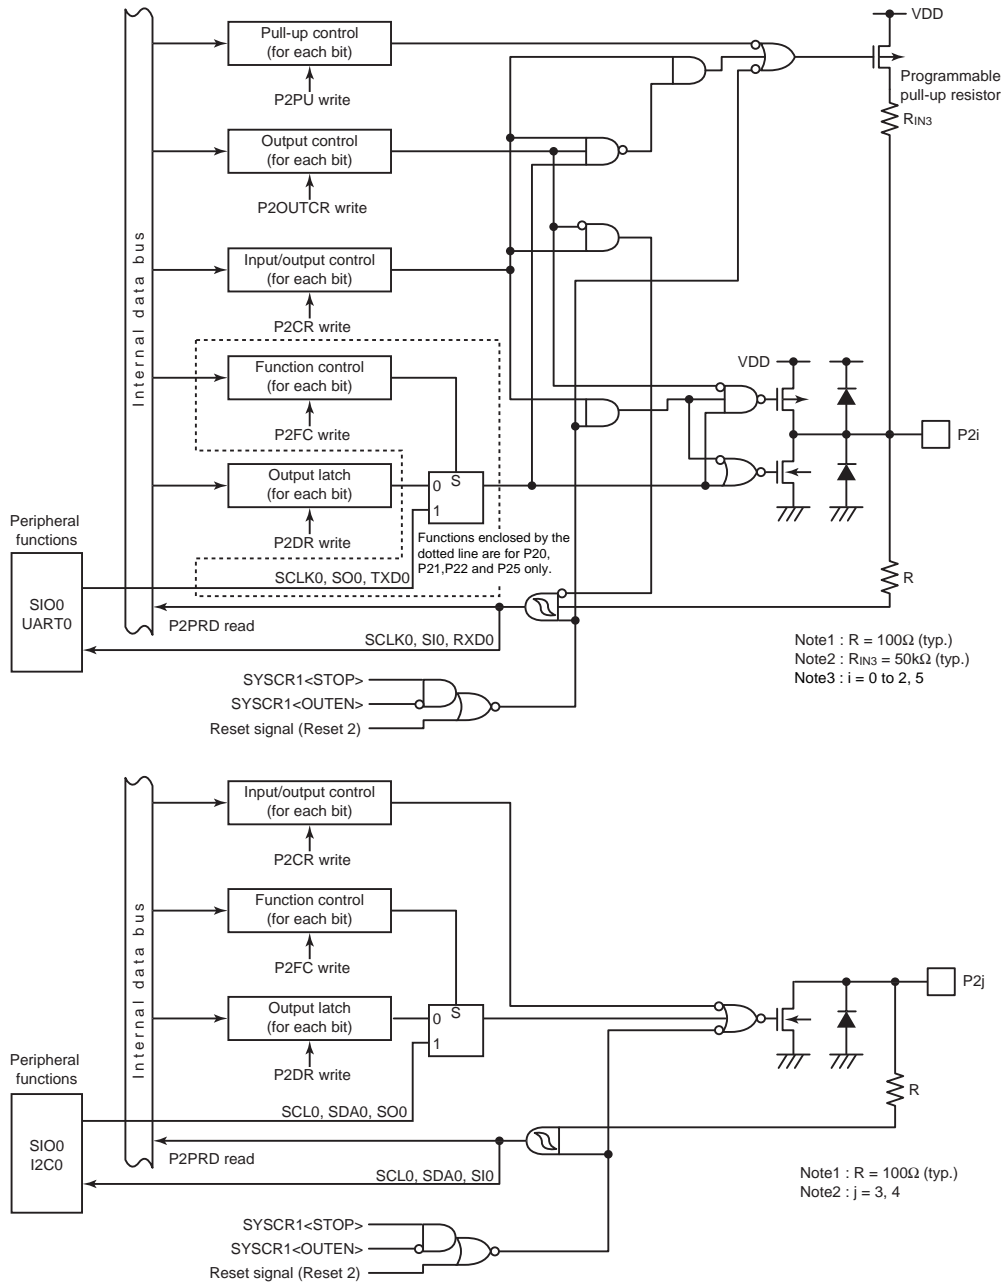 VDD
Pull-up control
(for each bit)
P2PU write
Programmable
pull-up resistor
RIN3
Output control
(for each bit)
P2OUTCR write
Internal data bus
Input/output control
(for each bit)
P2CR write
Function control
(for each bit)
P2FC write
VDD
P2i
Output latch
(for each bit)
P2DR write
0 S
1
Functions enclosed by the
dotted line are for P20,
P21,P22 and P25 only.
Peripheral
functions
SIO0
UART0
SCLK0, SO0, TXD0
R
P2PRD read
SCLK0, SI0, RXD0
Note1 : R = 100Ω (typ.)
Note2 : RIN3 = 50kΩ (typ.)
Note3 : i = 0 to 2, 5
SYSCR1<STOP>
SYSCR1<OUTEN>
Reset signal (Reset 2)
Internal data bus
Input/output control
(for each bit)
P2CR write
Function control
(for each bit)
P2FC write
P2j
Output latch
(for each bit)
P2DR write
0 S
1
Peripheral
functions
SIO0
I2C0
SCL0, SDA0, SO0
R
P2PRD read
SCL0, SDA0, SI0
Note1 : R = 100Ω (typ.)
Note2 : j = 3, 4
SYSCR1<STOP>
SYSCR1<OUTEN>
Reset signal (Reset 2)